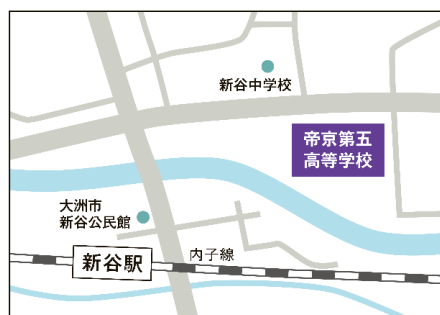 新谷中学校
帝京第五
高等学校
大洲市
新谷公民館
内子線
新谷駅